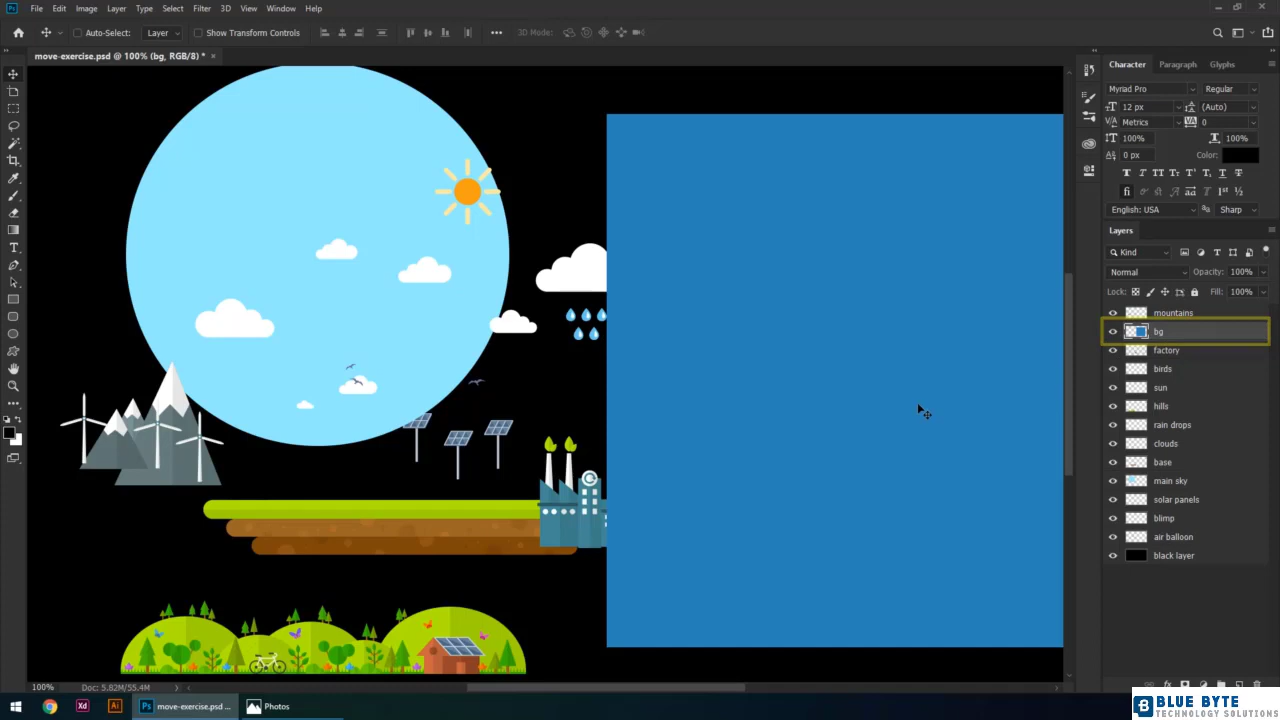 Ps File Edit Image Layer Type Select Filter 3D View Window Help
Auto-Select: Layer Show Transform Controls 3D Mode:
move-exercise.psd @ 100% (bg, RGB/8) * ×
Character Paragraph Glyphs
Myriad Pro Regular
12 px (Auto)
Metrics 0
100% 100%
0 px Color:
English: USA Sharp
Layers
Kind
Normal Opacity: 100%
Lock: Fill: 100%
mountains
bg
factory
birds
sun
hills
rain drops
clouds
base
main sky
solar panels
blimp
air balloon
black layer
100% Doc: 5.82M/55.4M
Xd Ai Ps move-exercise.psd ... Photos
BLUE BYTE
TECHNOLOGY SOLUTIONS